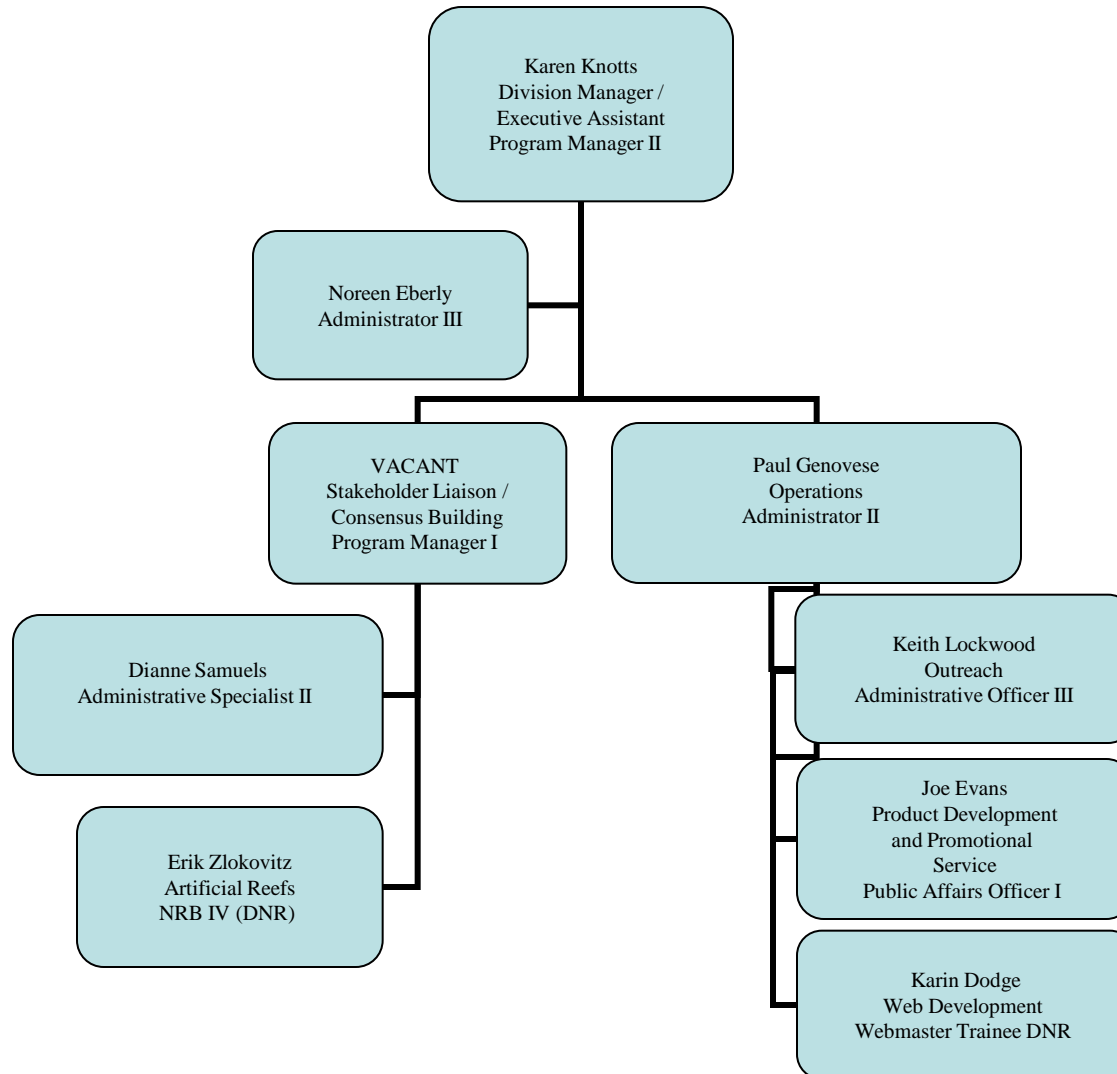 Karen Knotts
Division Manager /
Executive Assistant
Program Manager II
Noreen Eberly
Administrator III
VACANT
Stakeholder Liaison /
Consensus Building
Program Manager I
Paul Genovese
Operations
Administrator II
Dianne Samuels
Administrative Specialist II
Keith Lockwood
Outreach
Administrative Officer III
Erik Zlokovitz
Artificial Reefs
NRB IV (DNR)
Joe Evans
Product Development
and Promotional
Service
Public Affairs Officer I
Karin Dodge
Web Development
Webmaster Trainee DNR